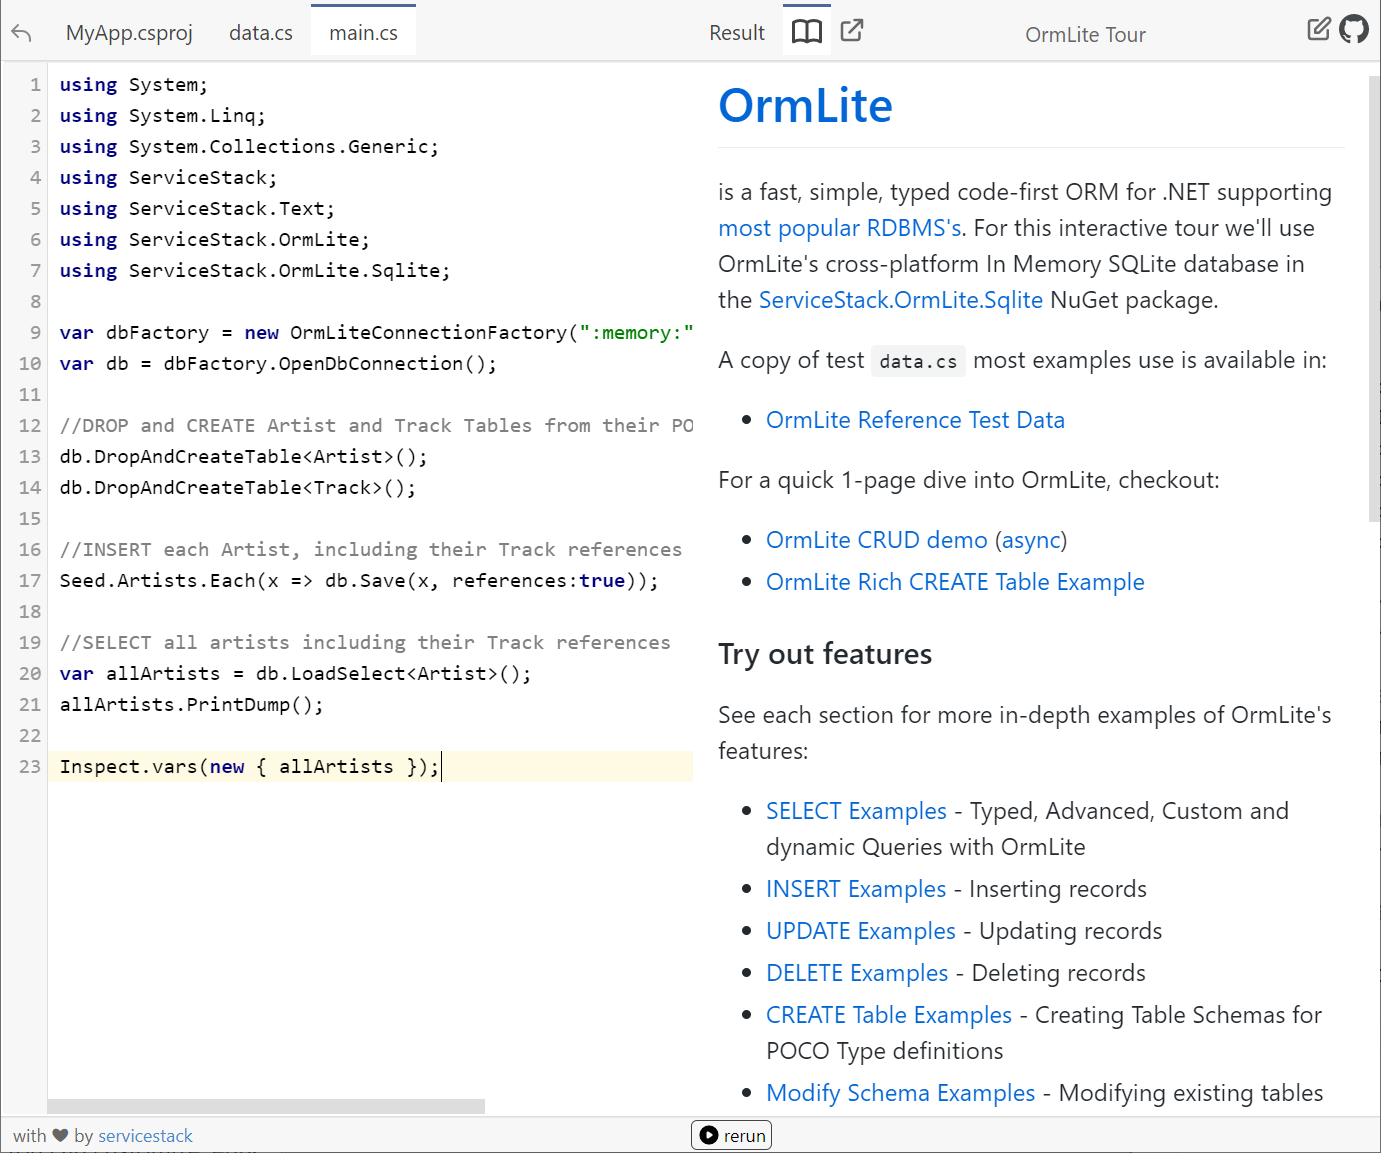 MyApp.csproj data.cs main.cs Result OrmLite Tour
1 using System;
2 using System.Linq;
3 using System.Collections.Generic;
4 using ServiceStack;
5 using ServiceStack.Text;
6 using ServiceStack.OrmLite;
7 using ServiceStack.OrmLite.Sqlite;
8
9 var dbFactory = new OrmLiteConnectionFactory(":memory:"
10 var db = dbFactory.OpenDbConnection();
11
12 //DROP and CREATE Artist and Track Tables from their PO
13 db.DropAndCreateTable<Artist>();
14 db.DropAndCreateTable<Track>();
15
16 //INSERT each Artist, including their Track references
17 Seed.Artists.Each(x => db.Save(x, references:true));
18
19 //SELECT all artists including their Track references
20 var allArtists = db.LoadSelect<Artist>();
21 allArtists.PrintDump();
22
23 Inspect.vars(new { allArtists });
OrmLite
is a fast, simple, typed code-first ORM for .NET supporting
most popular RDBMS's. For this interactive tour we'll use
OrmLite's cross-platform In Memory SQLite database in
the ServiceStack.OrmLite.Sqlite NuGet package.
A copy of test data.cs most examples use is available in:
• OrmLite Reference Test Data
For a quick 1-page dive into OrmLite, checkout:
• OrmLite CRUD demo (async)
• OrmLite Rich CREATE Table Example
Try out features
See each section for more in-depth examples of OrmLite's
features:
• SELECT Examples - Typed, Advanced, Custom and
dynamic Queries with OrmLite
• INSERT Examples - Inserting records
• UPDATE Examples - Updating records
• DELETE Examples - Deleting records
• CREATE Table Examples - Creating Table Schemas for
POCO Type definitions
• Modify Schema Examples - Modifying existing tables
with ♥ by servicestack
rerun